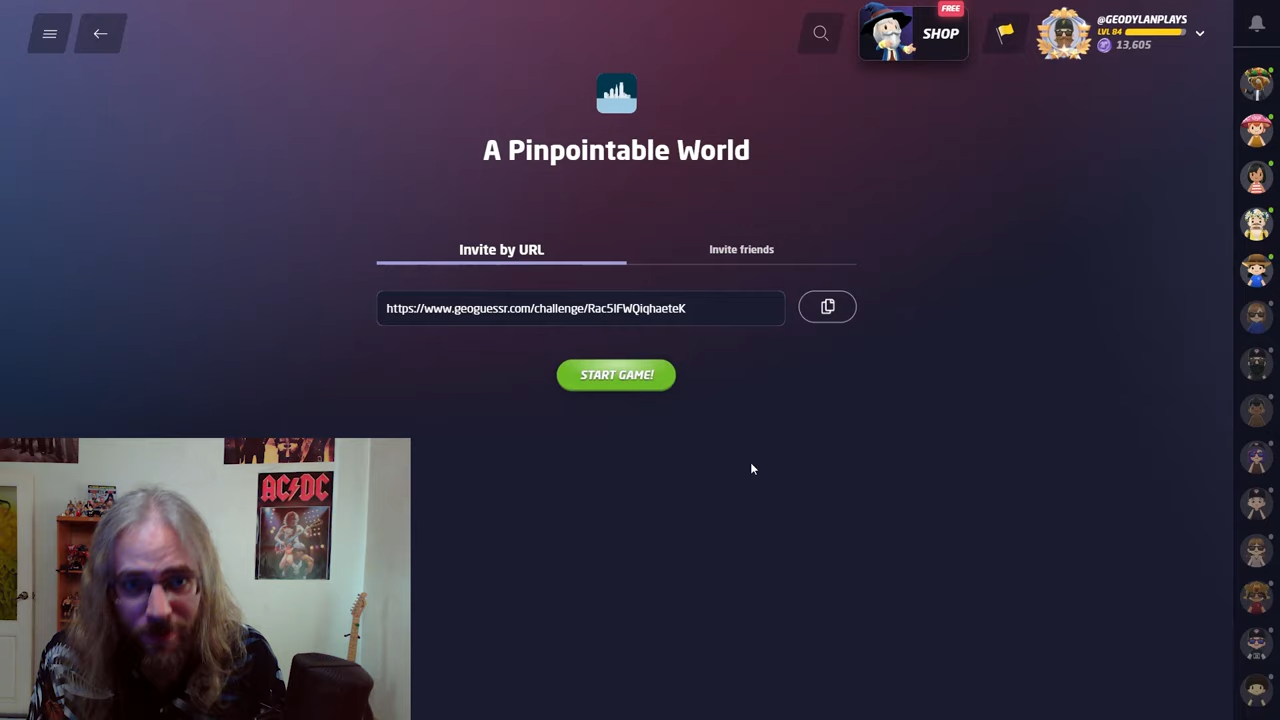 FREE
SHOP
@GEODYLANPLAYS
LVL 84
13,605
A Pinpointable World
Invite by URL
Invite friends
https://www.geoguessr.com/challenge/Rac5IFWQiqhaeteK
START GAME!
AC/DC